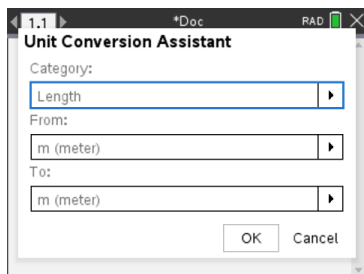 1.1 *Doc RAD
Unit Conversion Assistant
Category:
Length
From:
m (meter)
To:
m (meter)
OK Cancel